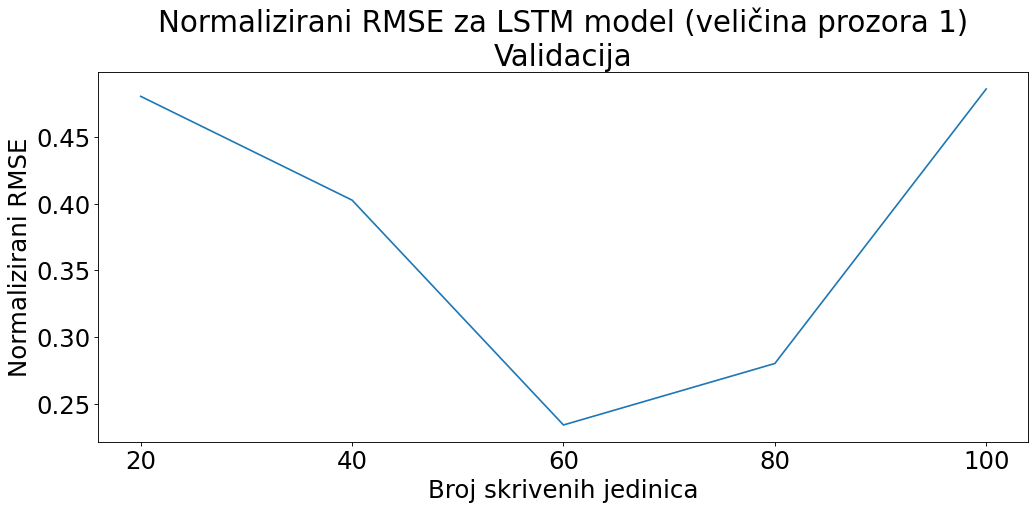 Normalizirani RMSE za LSTM model (veličina prozora 1)
Validacija
Normalizirani RMSE
0.45
0.40
0.35
0.30
0.25
20 40 60 80 100
Broj skrivenih jedinica